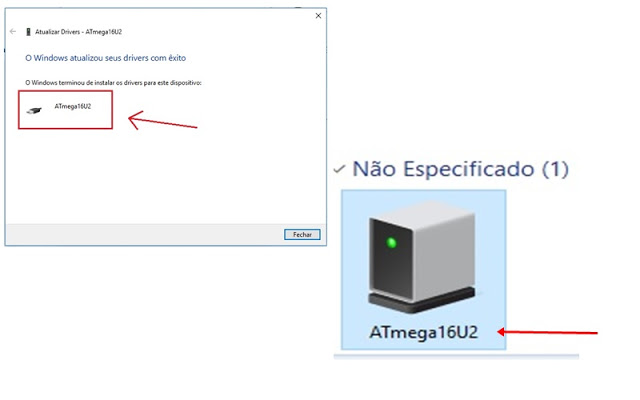 Atualizar Drivers - ATmega16U2
O Windows atualizou seus drivers com êxito
O Windows terminou de instalar os drivers para este dispositivo:
ATmega16U2
Fechar
Não Especificado (1)
ATmega16U2